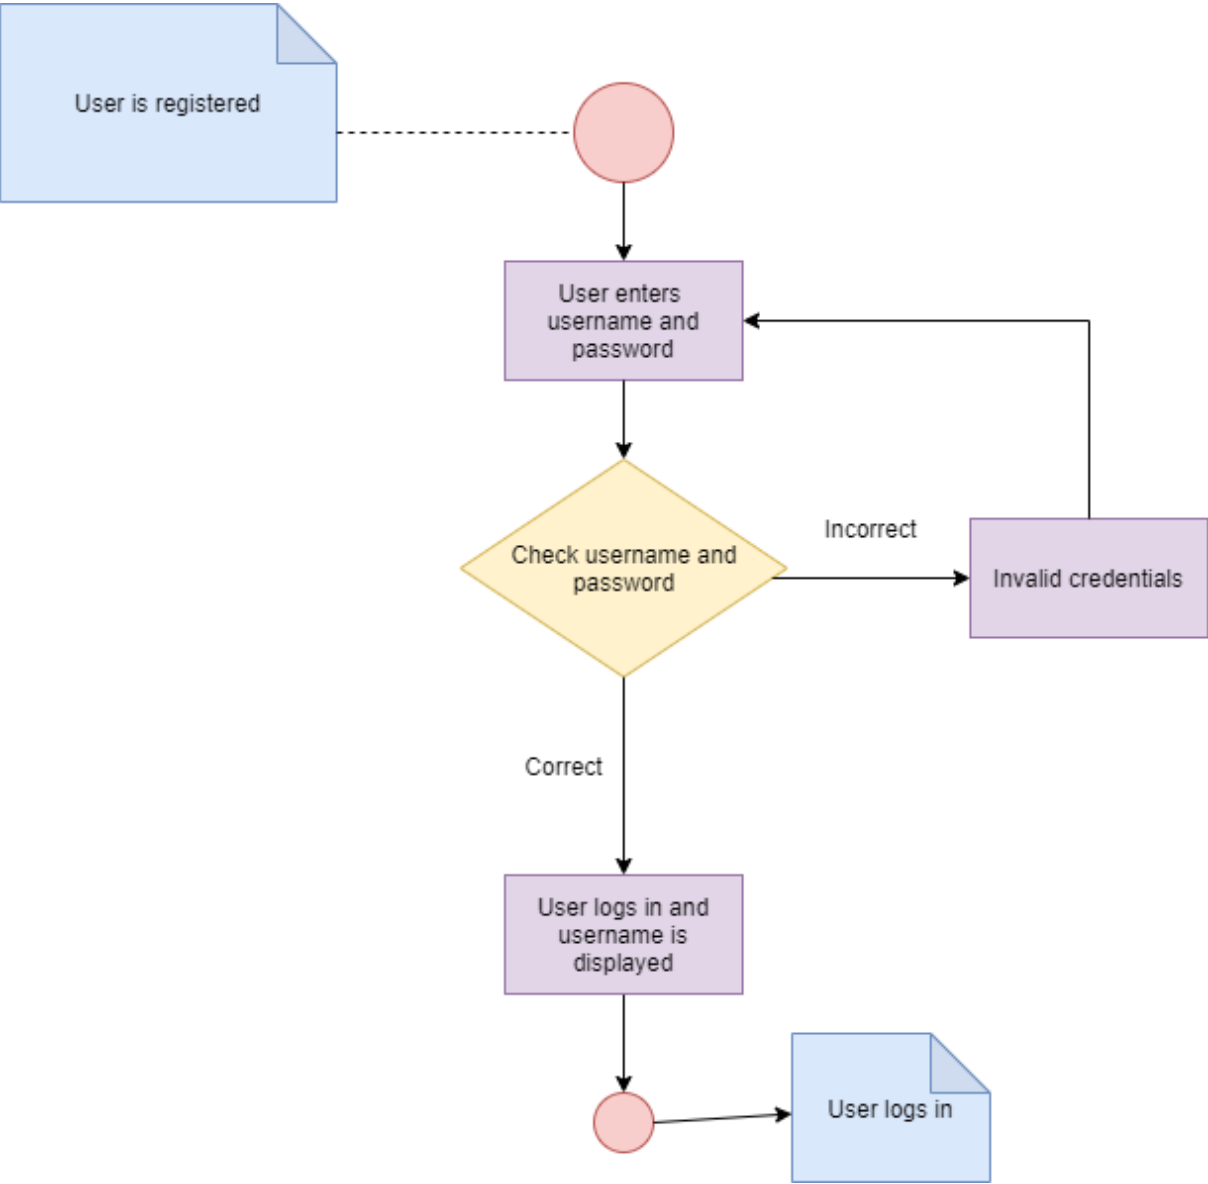 User is registered
User enters
username and
password
Check username and
password
Incorrect
Invalid credentials
Correct
User logs in and
username is
displayed
User logs in